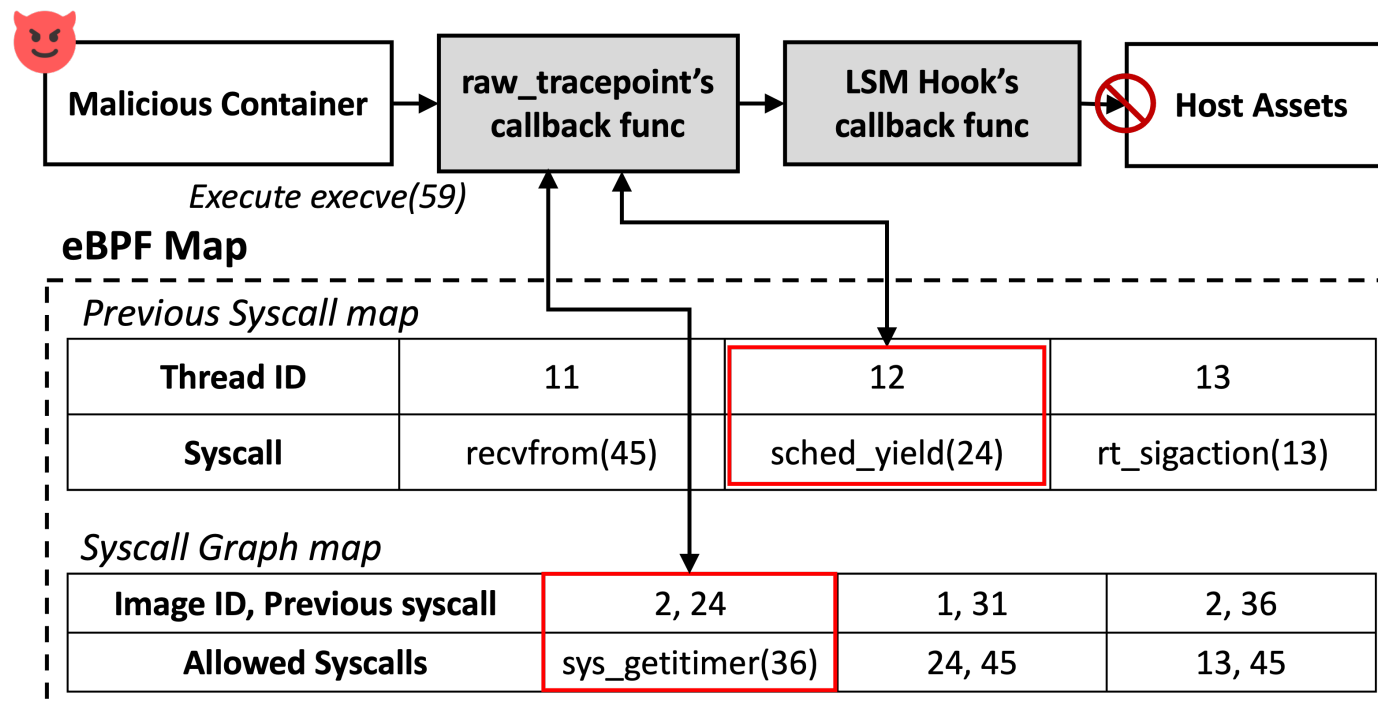 Malicious Container
raw_tracepoint's
callback func
LSM Hook's
callback func
Host Assets
Execute execve(59)
eBPF Map
Previous Syscall map
Thread ID 11 12 13
Syscall recvfrom(45) sched_yield(24) rt_sigaction(13)
Syscall Graph map
Image ID, Previous syscall 2, 24 1, 31 2, 36
Allowed Syscalls sys_getitimer(36) 24, 45 13, 45